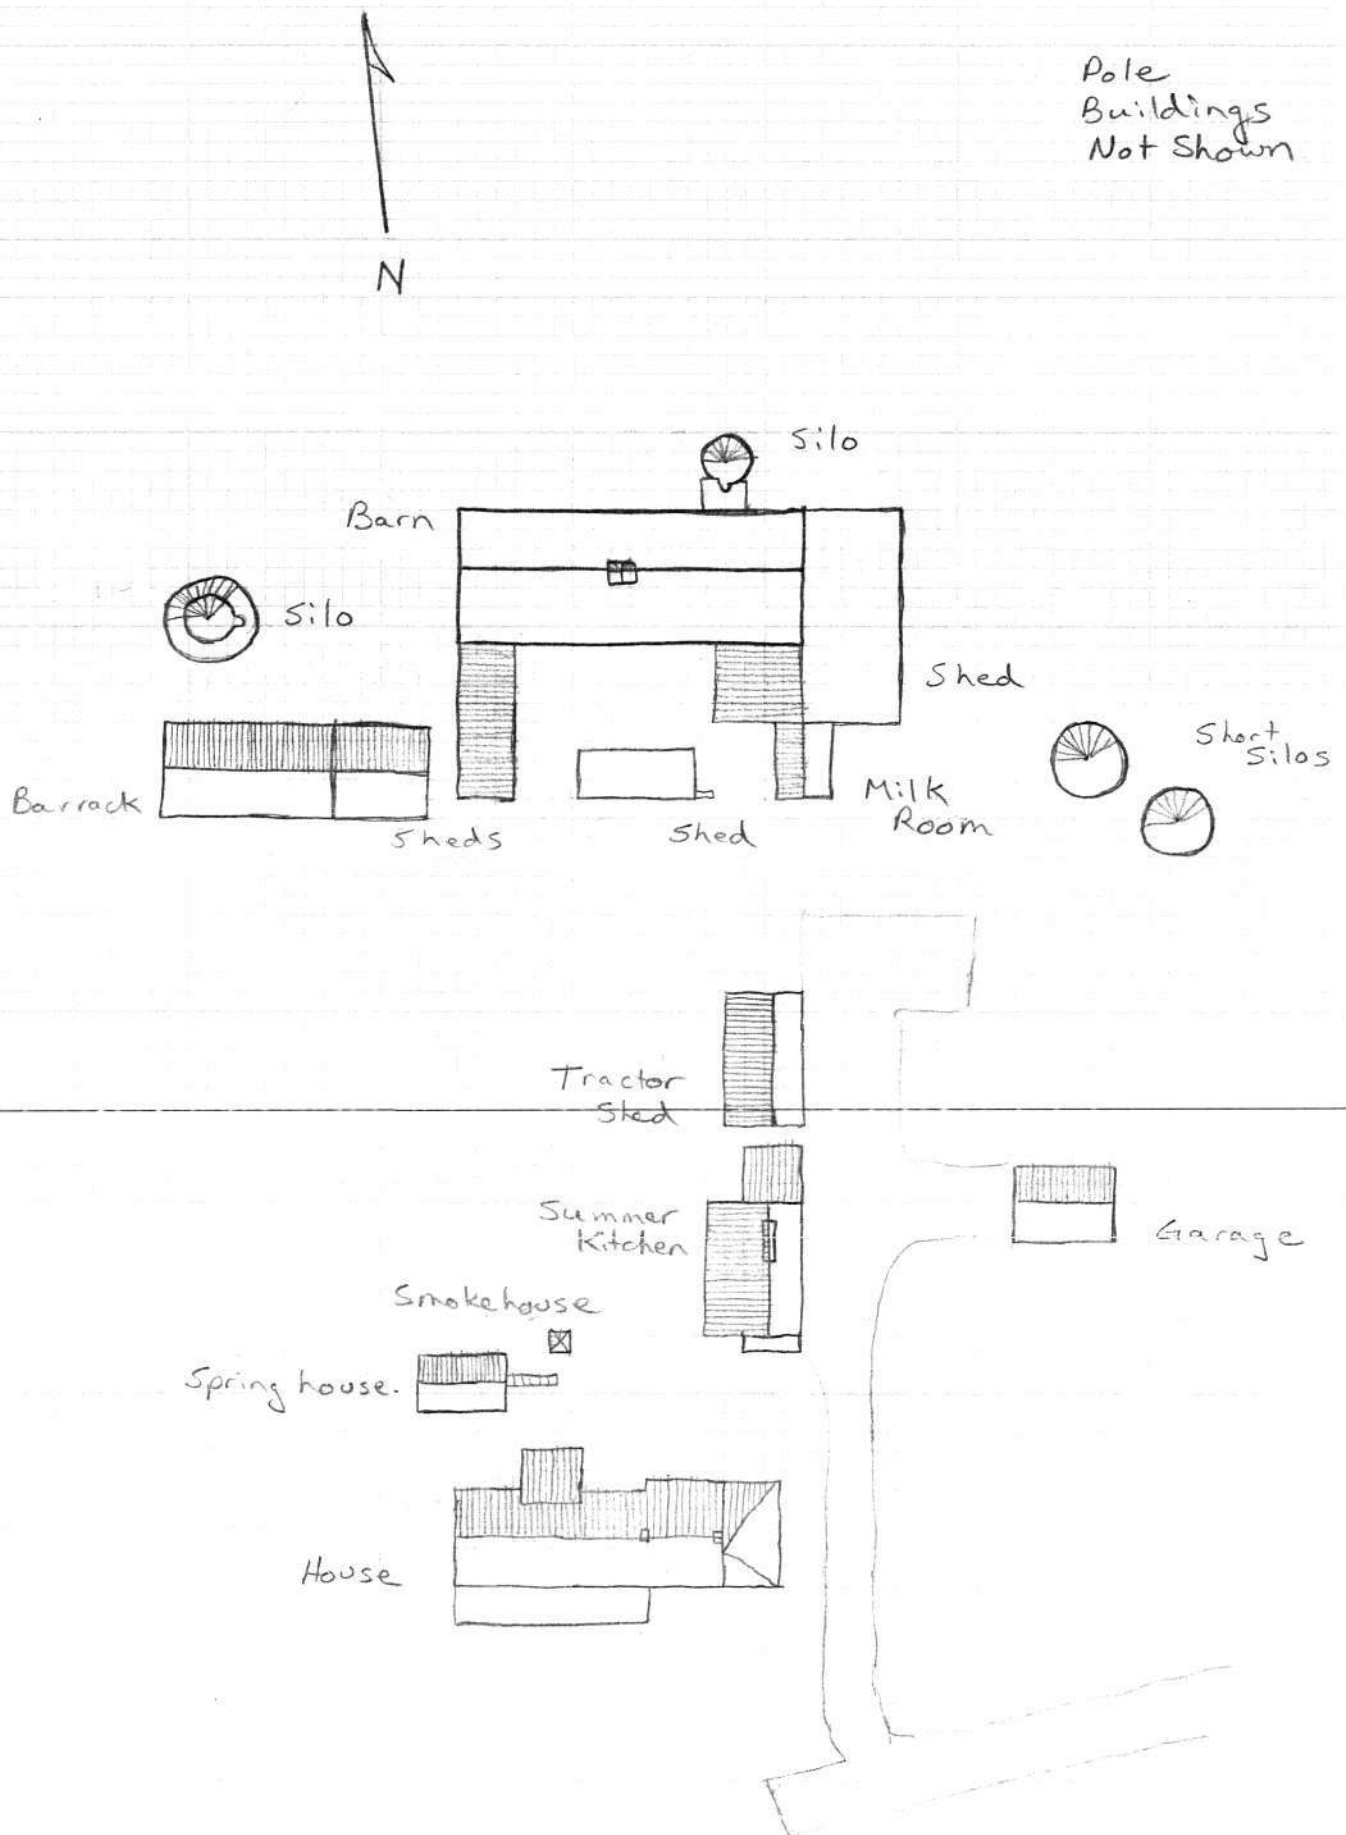 Pole
Buildings
Not Shown
N
Silo
Barn
Silo
Shed
Short
Silos
Barrack
Milk
Room
Sheds
Shed
Tractor
Shed
Summer
Kitchen
Garage
Smokehouse
Spring house.
House